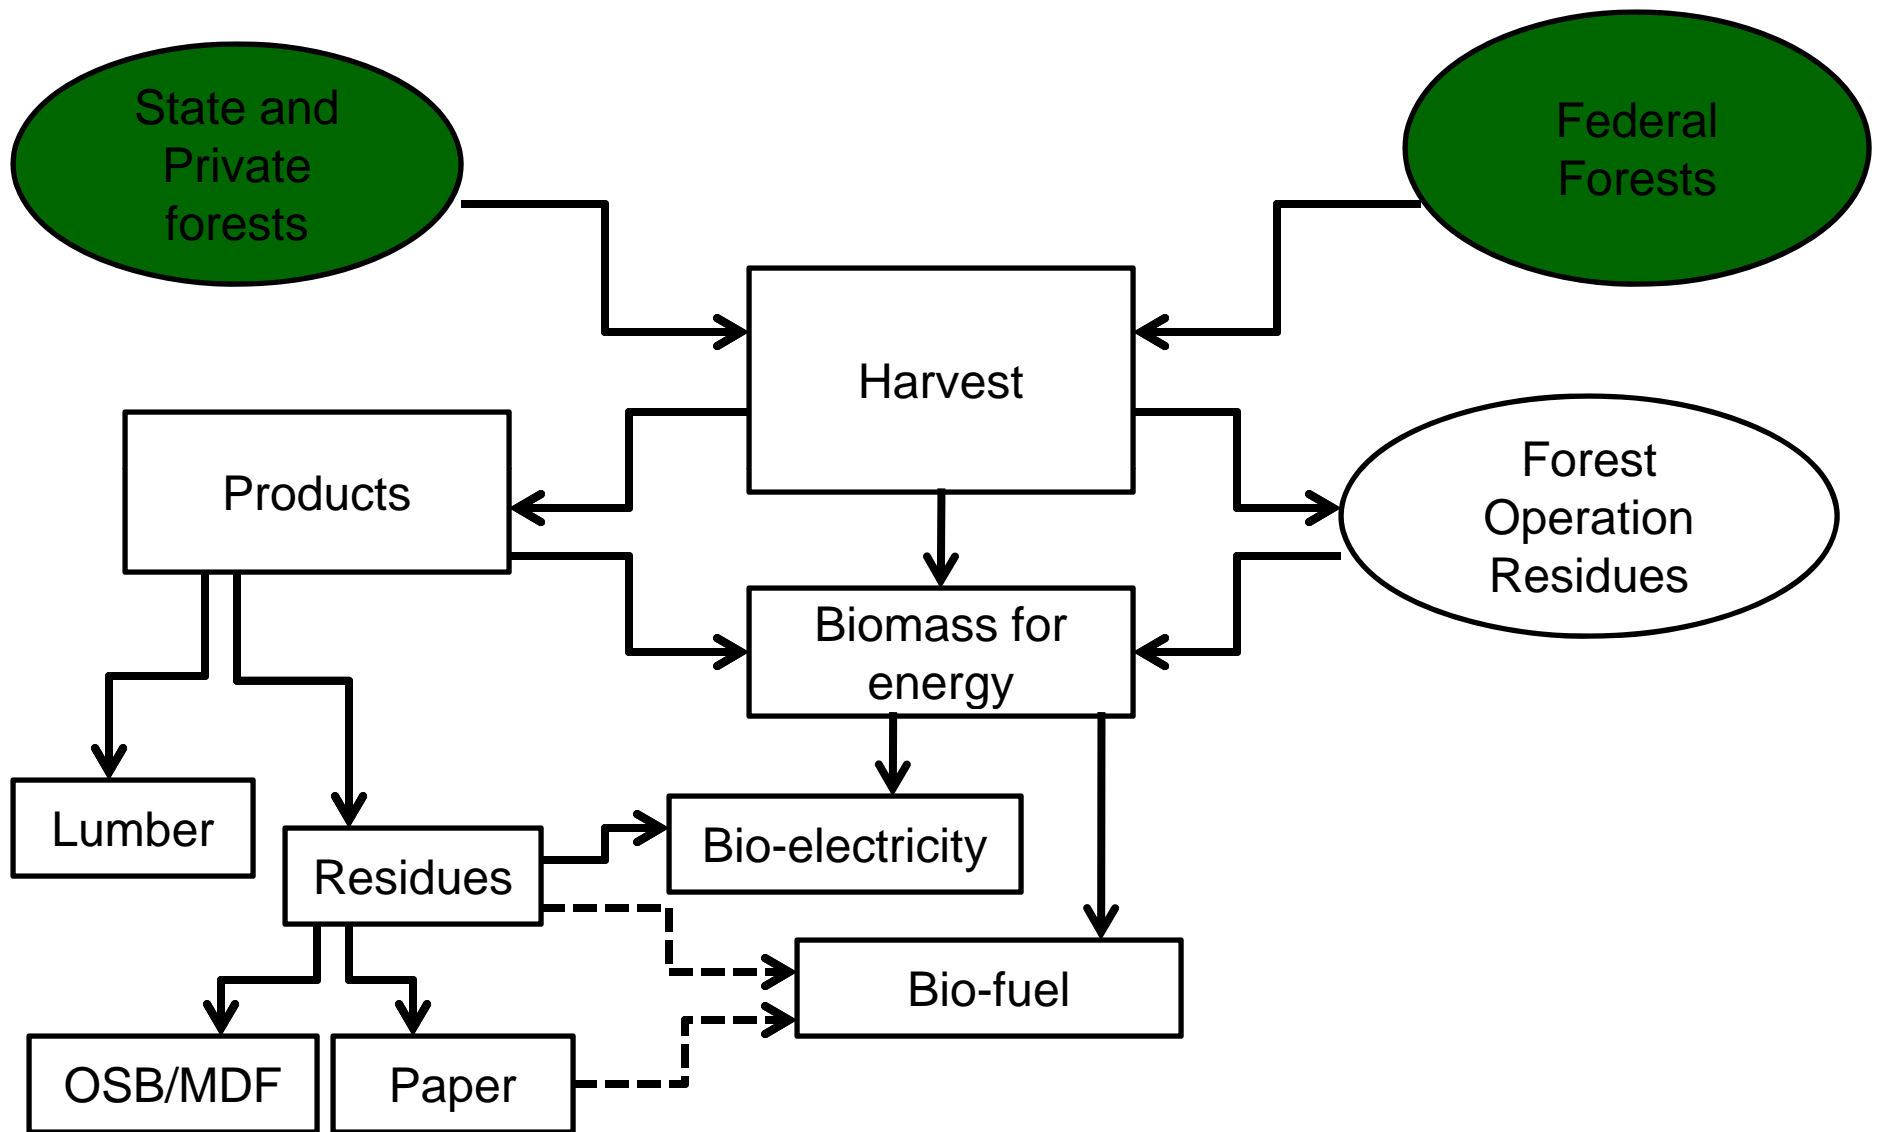 State and
Private
forests
Federal
Forests
Harvest
Products
Forest
Operation
Residues
Biomass for
energy
Lumber
Residues
Bio-electricity
Bio-fuel
OSB/MDF
Paper